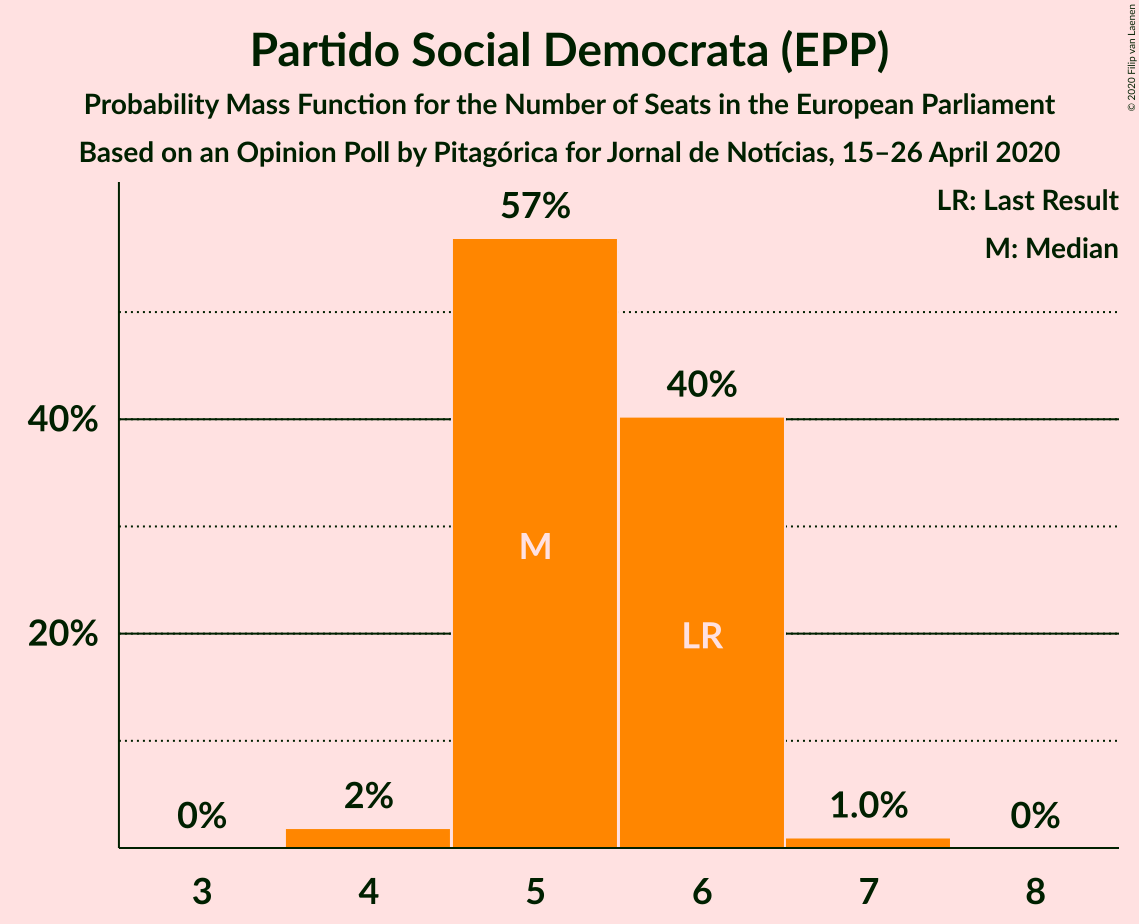 Partido Social Democrata (EPP)
Probability Mass Function for the Number of Seats in the European Parliament
Based on an Opinion Poll by Pitagórica for Jornal de Notícias, 15–26 April 2020
© 2020 Filip van Laenen
LR: Last Result
M: Median
57%
40%
40%
M
LR
20%
0%
2%
1.0%
0%
3 4 5 6 7 8